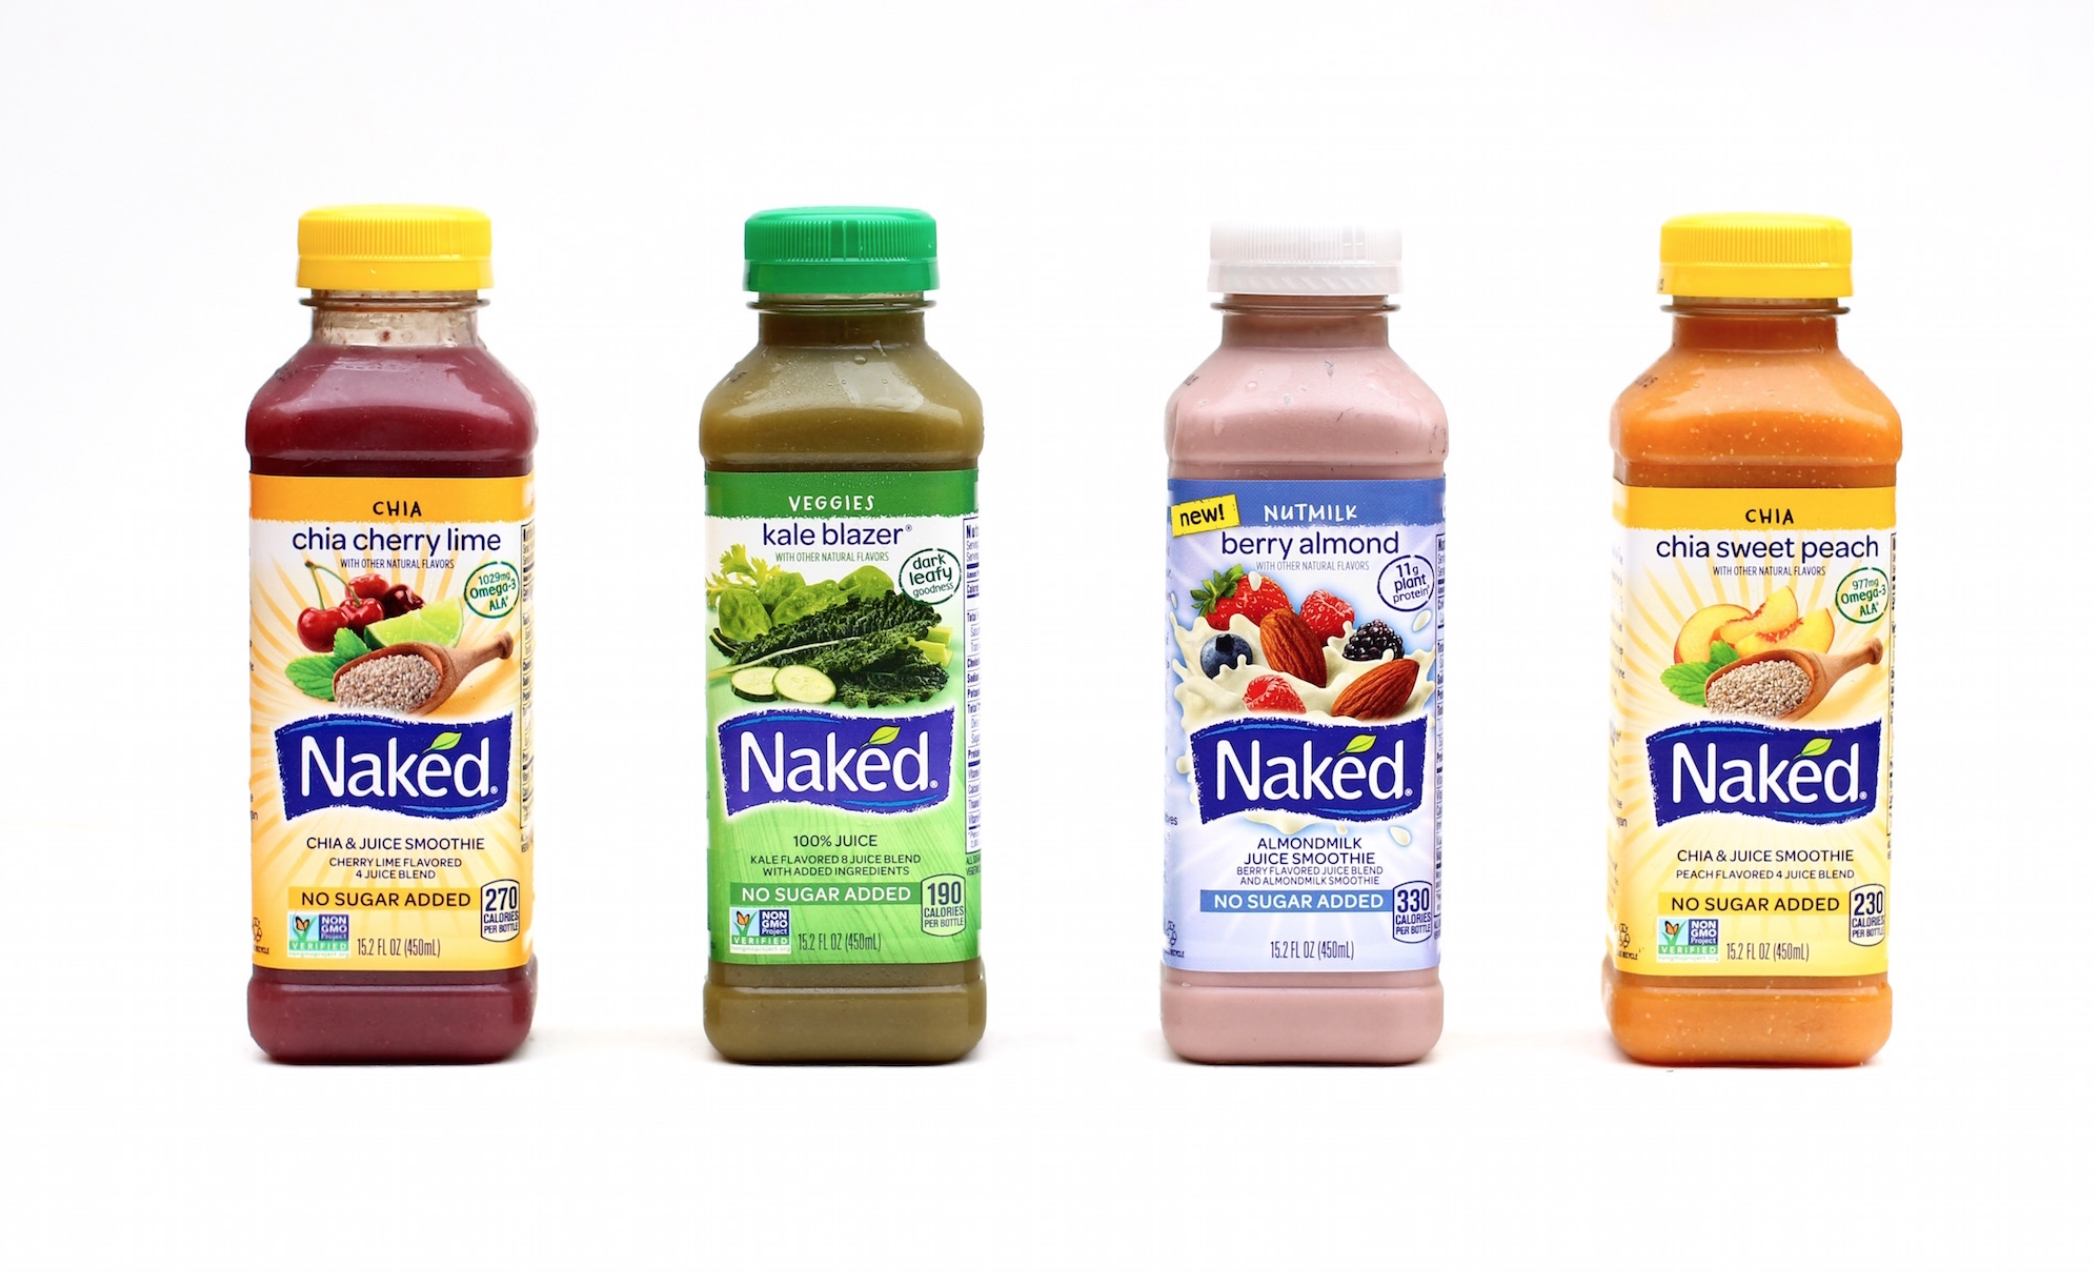 CHIA
chia cherry lime
WITH OTHER NATURAL FLAVORS
1029mg
Omega-3
ALA*
Naked.
CHIA & JUICE SMOOTHIE
CHERRY LIME FLAVORED
4 JUICE BLEND
NO SUGAR ADDED
270
CALORIES
PER BOTTLE
NON
GMO
Project
VERIFIED
nongmoproject.org
15.2 FL OZ (450mL)
VEGGIES
kale blazer®
WITH OTHER NATURAL FLAVORS
dark
leafy
goodness
Naked.
100% JUICE
KALE FLAVORED 8 JUICE BLEND
WITH ADDED INGREDIENTS
NO SUGAR ADDED
190
CALORIES
PER BOTTLE
NON
GMO
Project
VERIFIED
nongmoproject.org
15.2 FL OZ (450mL)
new!
NUTMILK
berry almond
WITH OTHER NATURAL FLAVORS
11g
plant
protein
Naked.
ALMONDMILK
JUICE SMOOTHIE
BERRY FLAVORED JUICE BLEND
AND ALMONDMILK SMOOTHIE
NO SUGAR ADDED
330
CALORIES
PER BOTTLE
15.2 FL OZ (450mL)
CHIA
chia sweet peach
WITH OTHER NATURAL FLAVORS
977mg
Omega-3
ALA*
Naked.
CHIA & JUICE SMOOTHIE
PEACH FLAVORED 4 JUICE BLEND
NO SUGAR ADDED
230
CALORIES
PER BOTTLE
NON
GMO
Project
VERIFIED
nongmoproject.org
15.2 FL OZ (450mL)